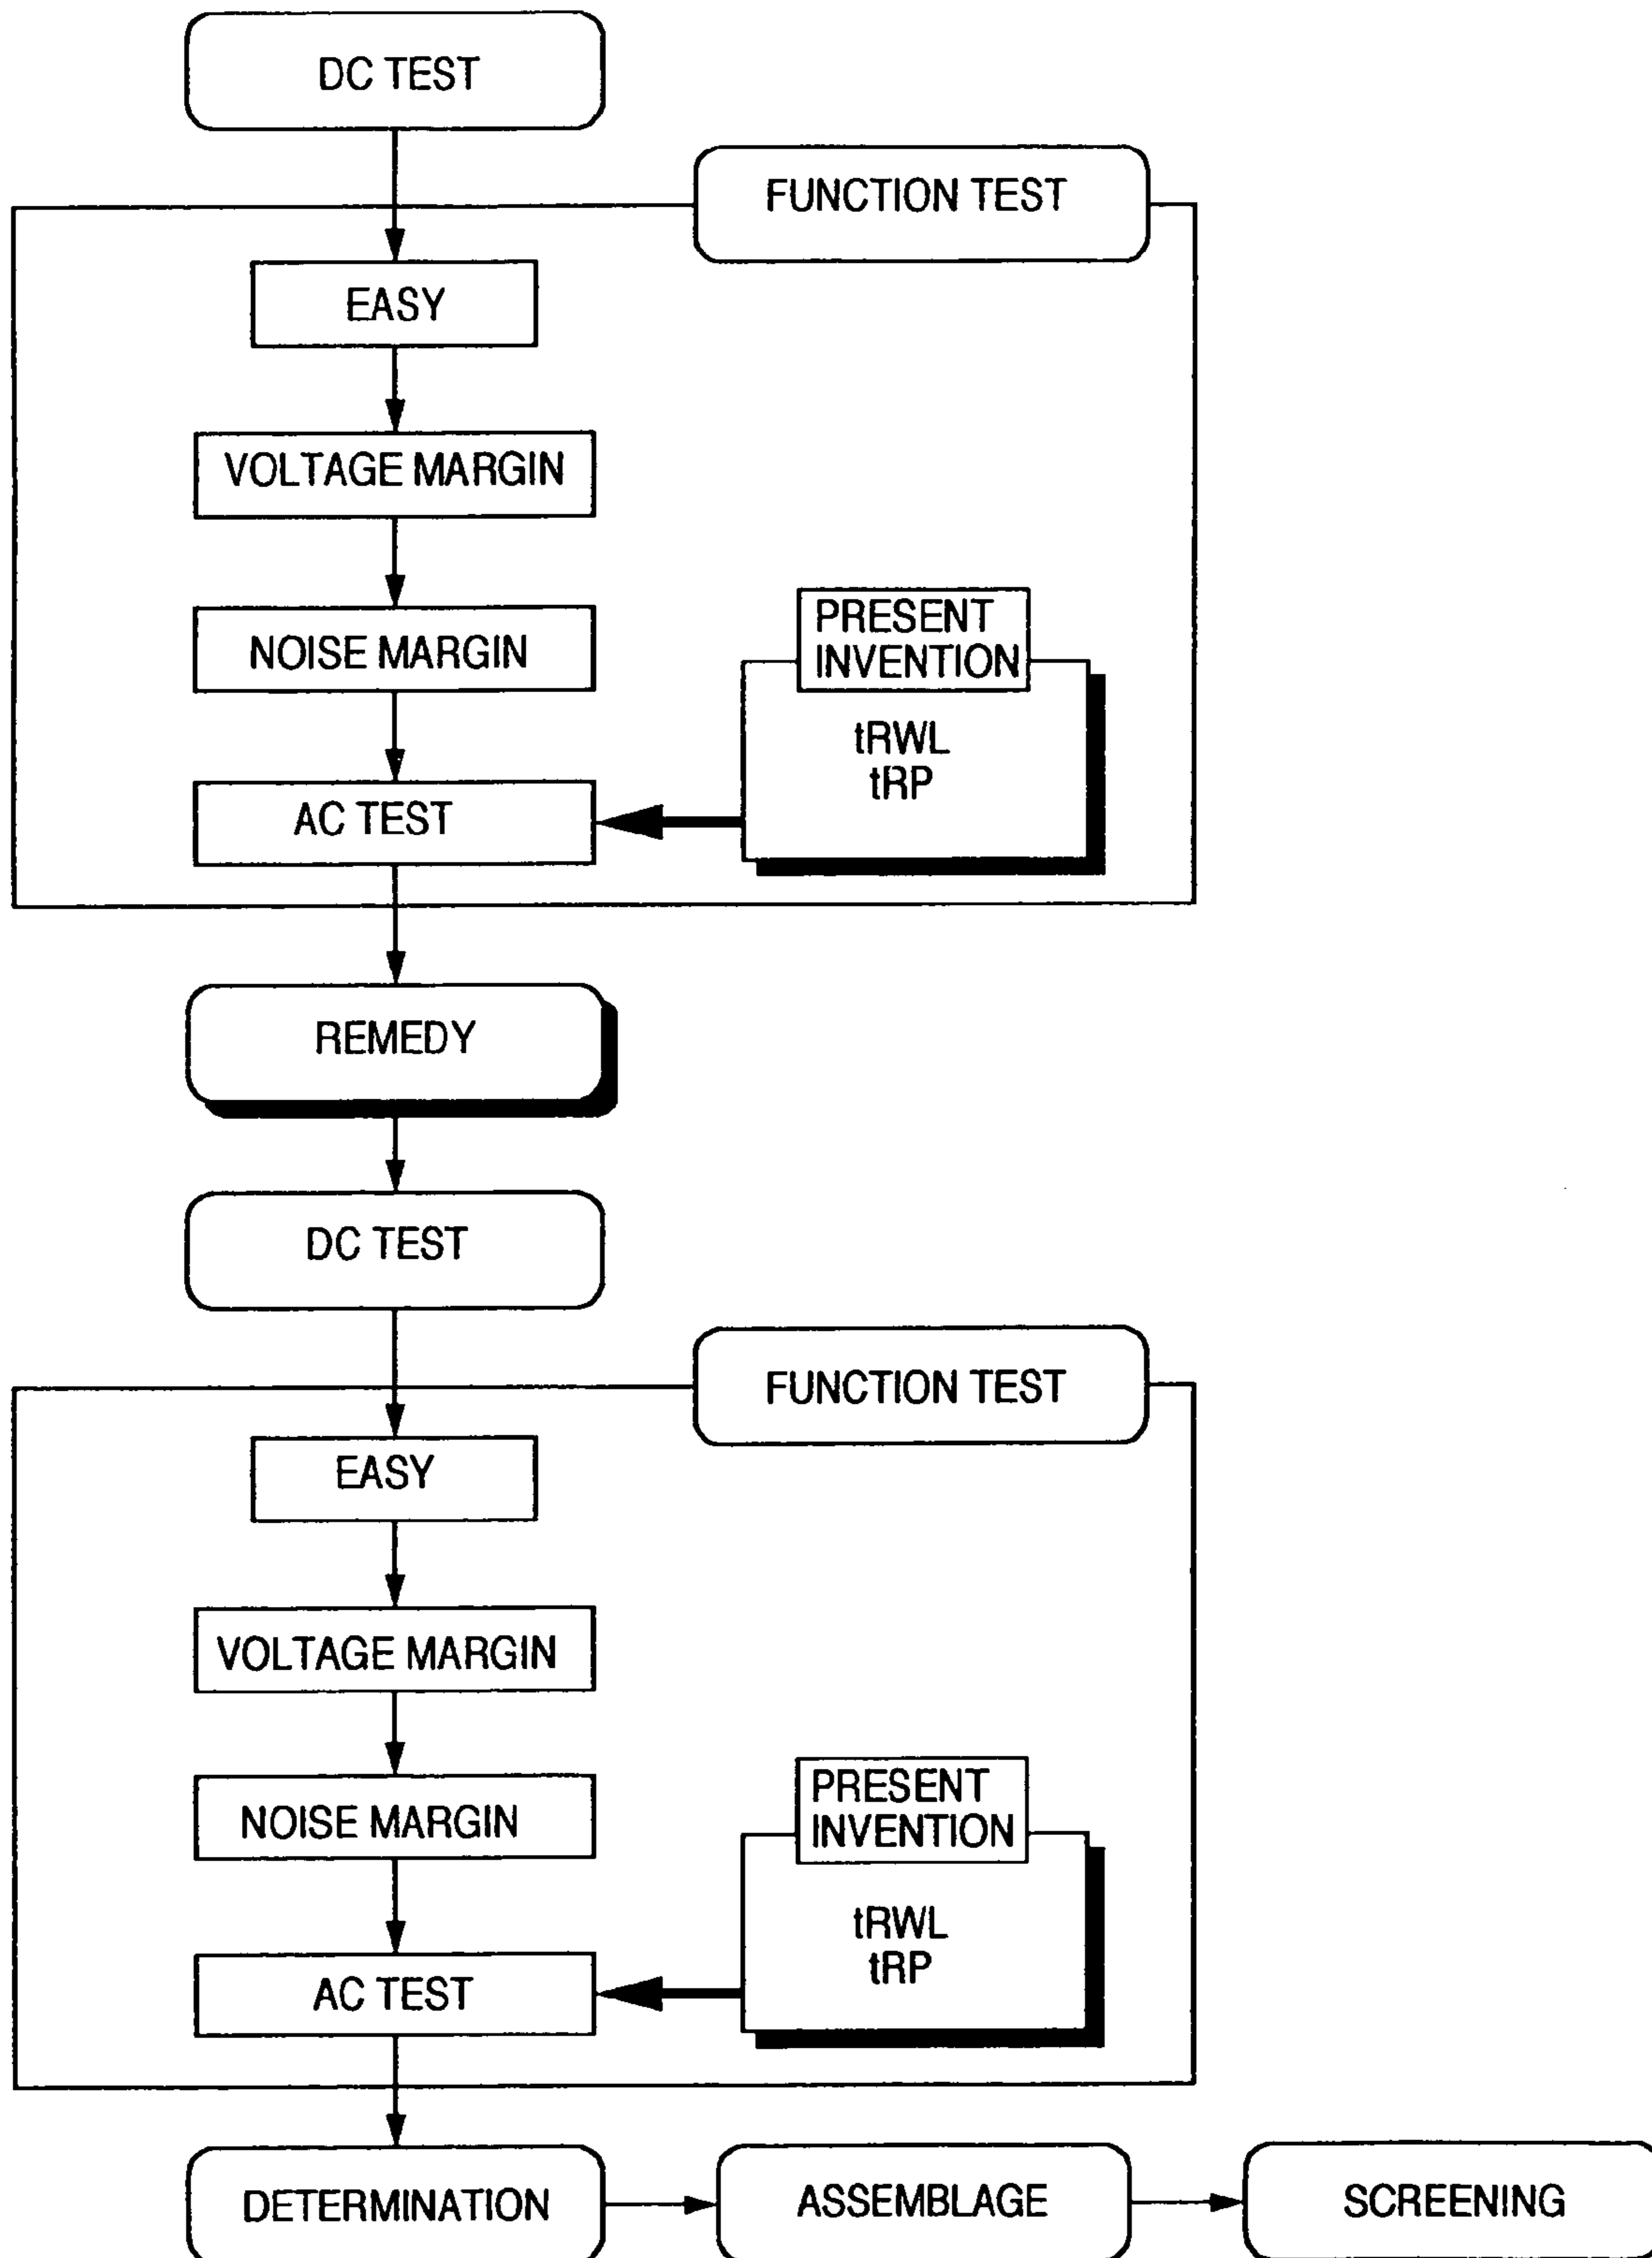 DC TEST
FUNCTION TEST
EASY
VOLTAGE MARGIN
NOISE MARGIN
PRESENT
INVENTION
tRWL
tRP
AC TEST
REMEDY
DC TEST
FUNCTION TEST
EASY
VOLTAGE MARGIN
NOISE MARGIN
PRESENT
INVENTION
tRWL
tRP
AC TEST
DETERMINATION
ASSEMBLAGE
SCREENING